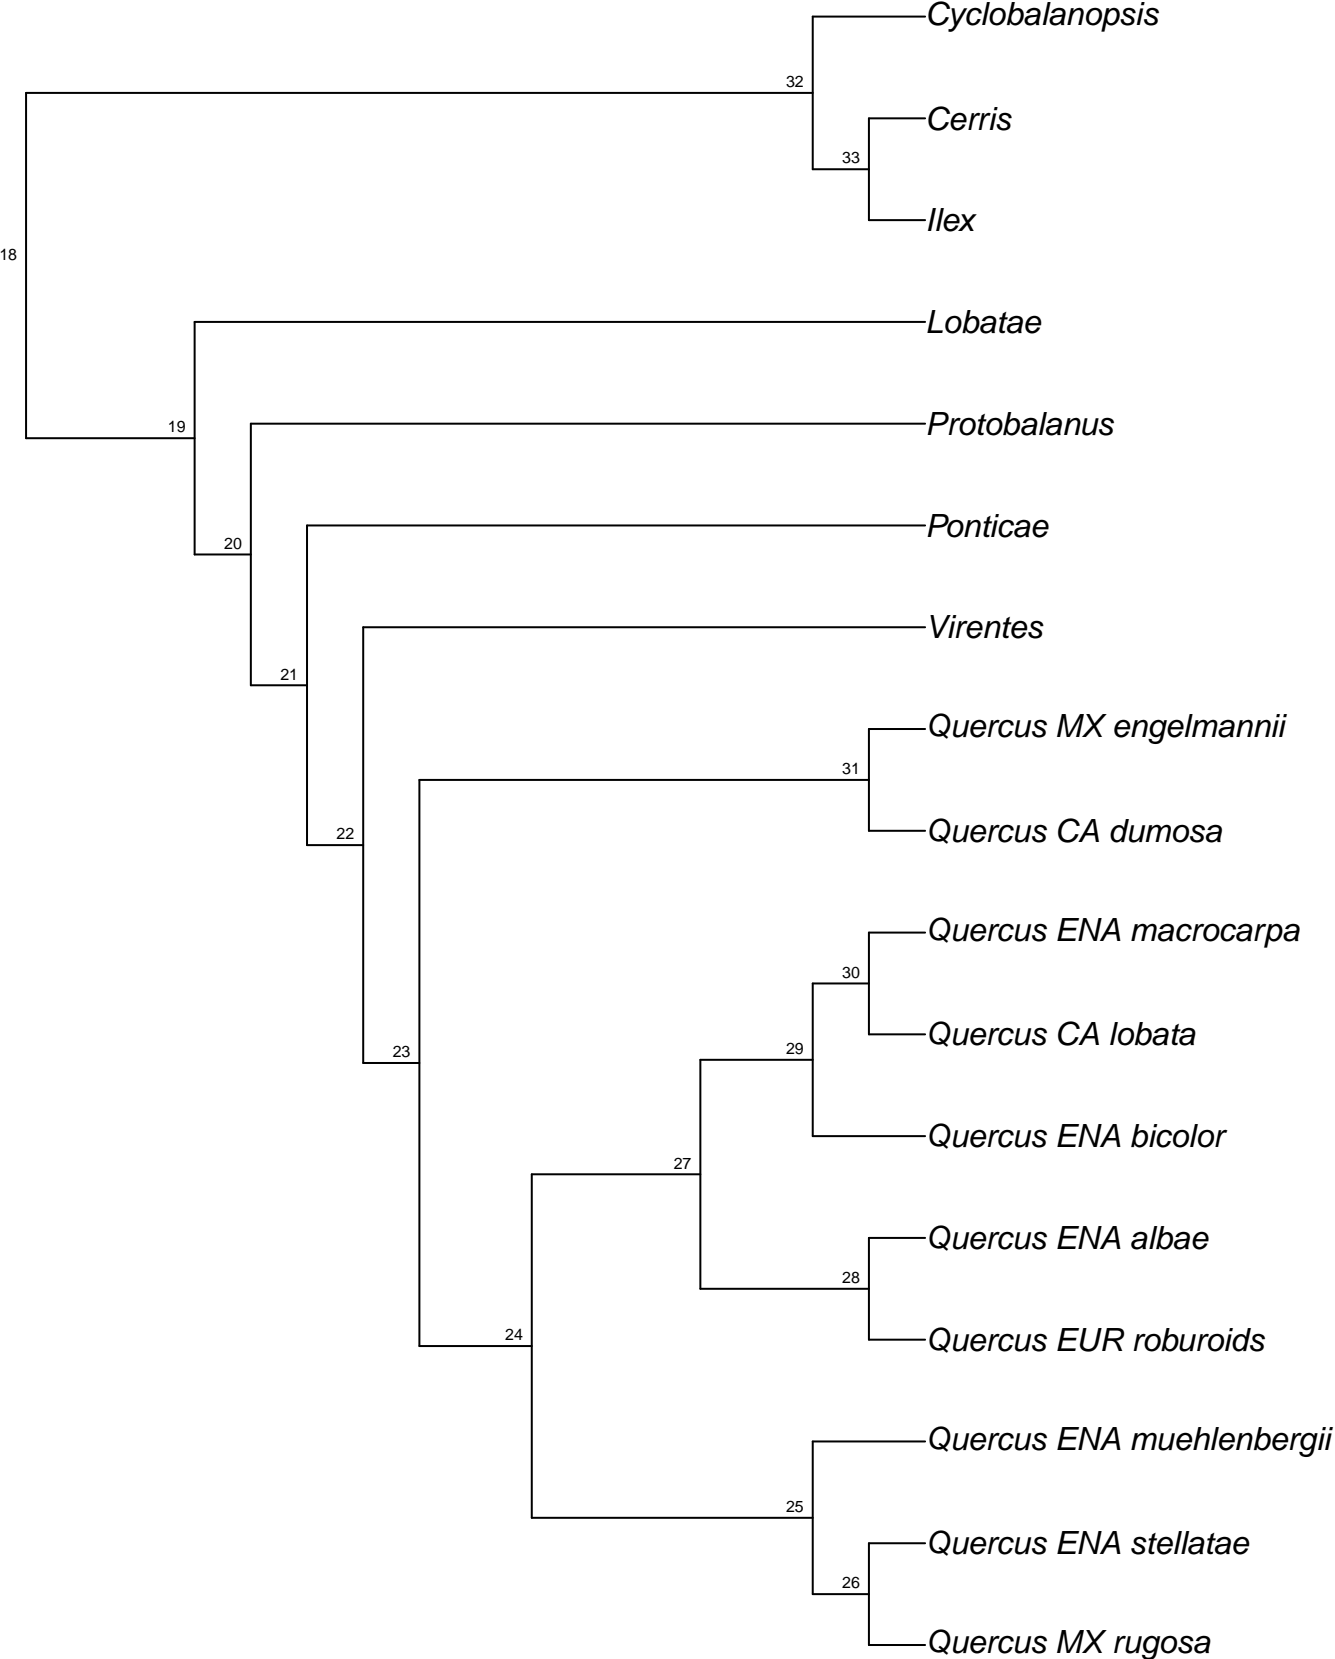 Cyclobalanopsis
32
Cerris
33
Ilex
18
Lobatae
Protobalanus
19
Ponticae
20
Virentes
21
Quercus MX engelmannii
31
Quercus CA dumosa
22
Quercus ENA macrocarpa
30
Quercus CA lobata
29
23
Quercus ENA bicolor
27
Quercus ENA albae
28
24
Quercus EUR roburoids
Quercus ENA muehlenbergii
25
Quercus ENA stellatae
26
Quercus MX rugosa